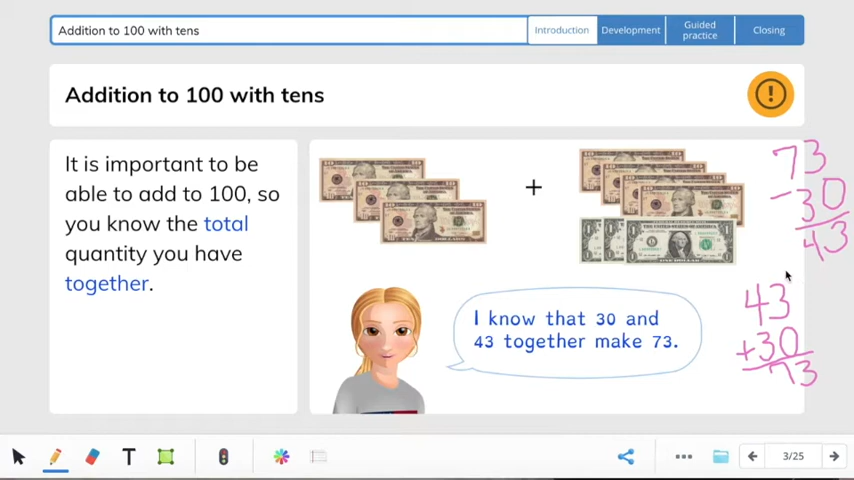 Addition to 100 with tens
Introduction
Development
Guided
practice
Closing
Addition to 100 with tens
It is important to be
able to add to 100, so
you know the total
quantity you have
together.
+
I know that 30 and
43 together make 73.
73
-30
43
43
+30
73
T
3/25